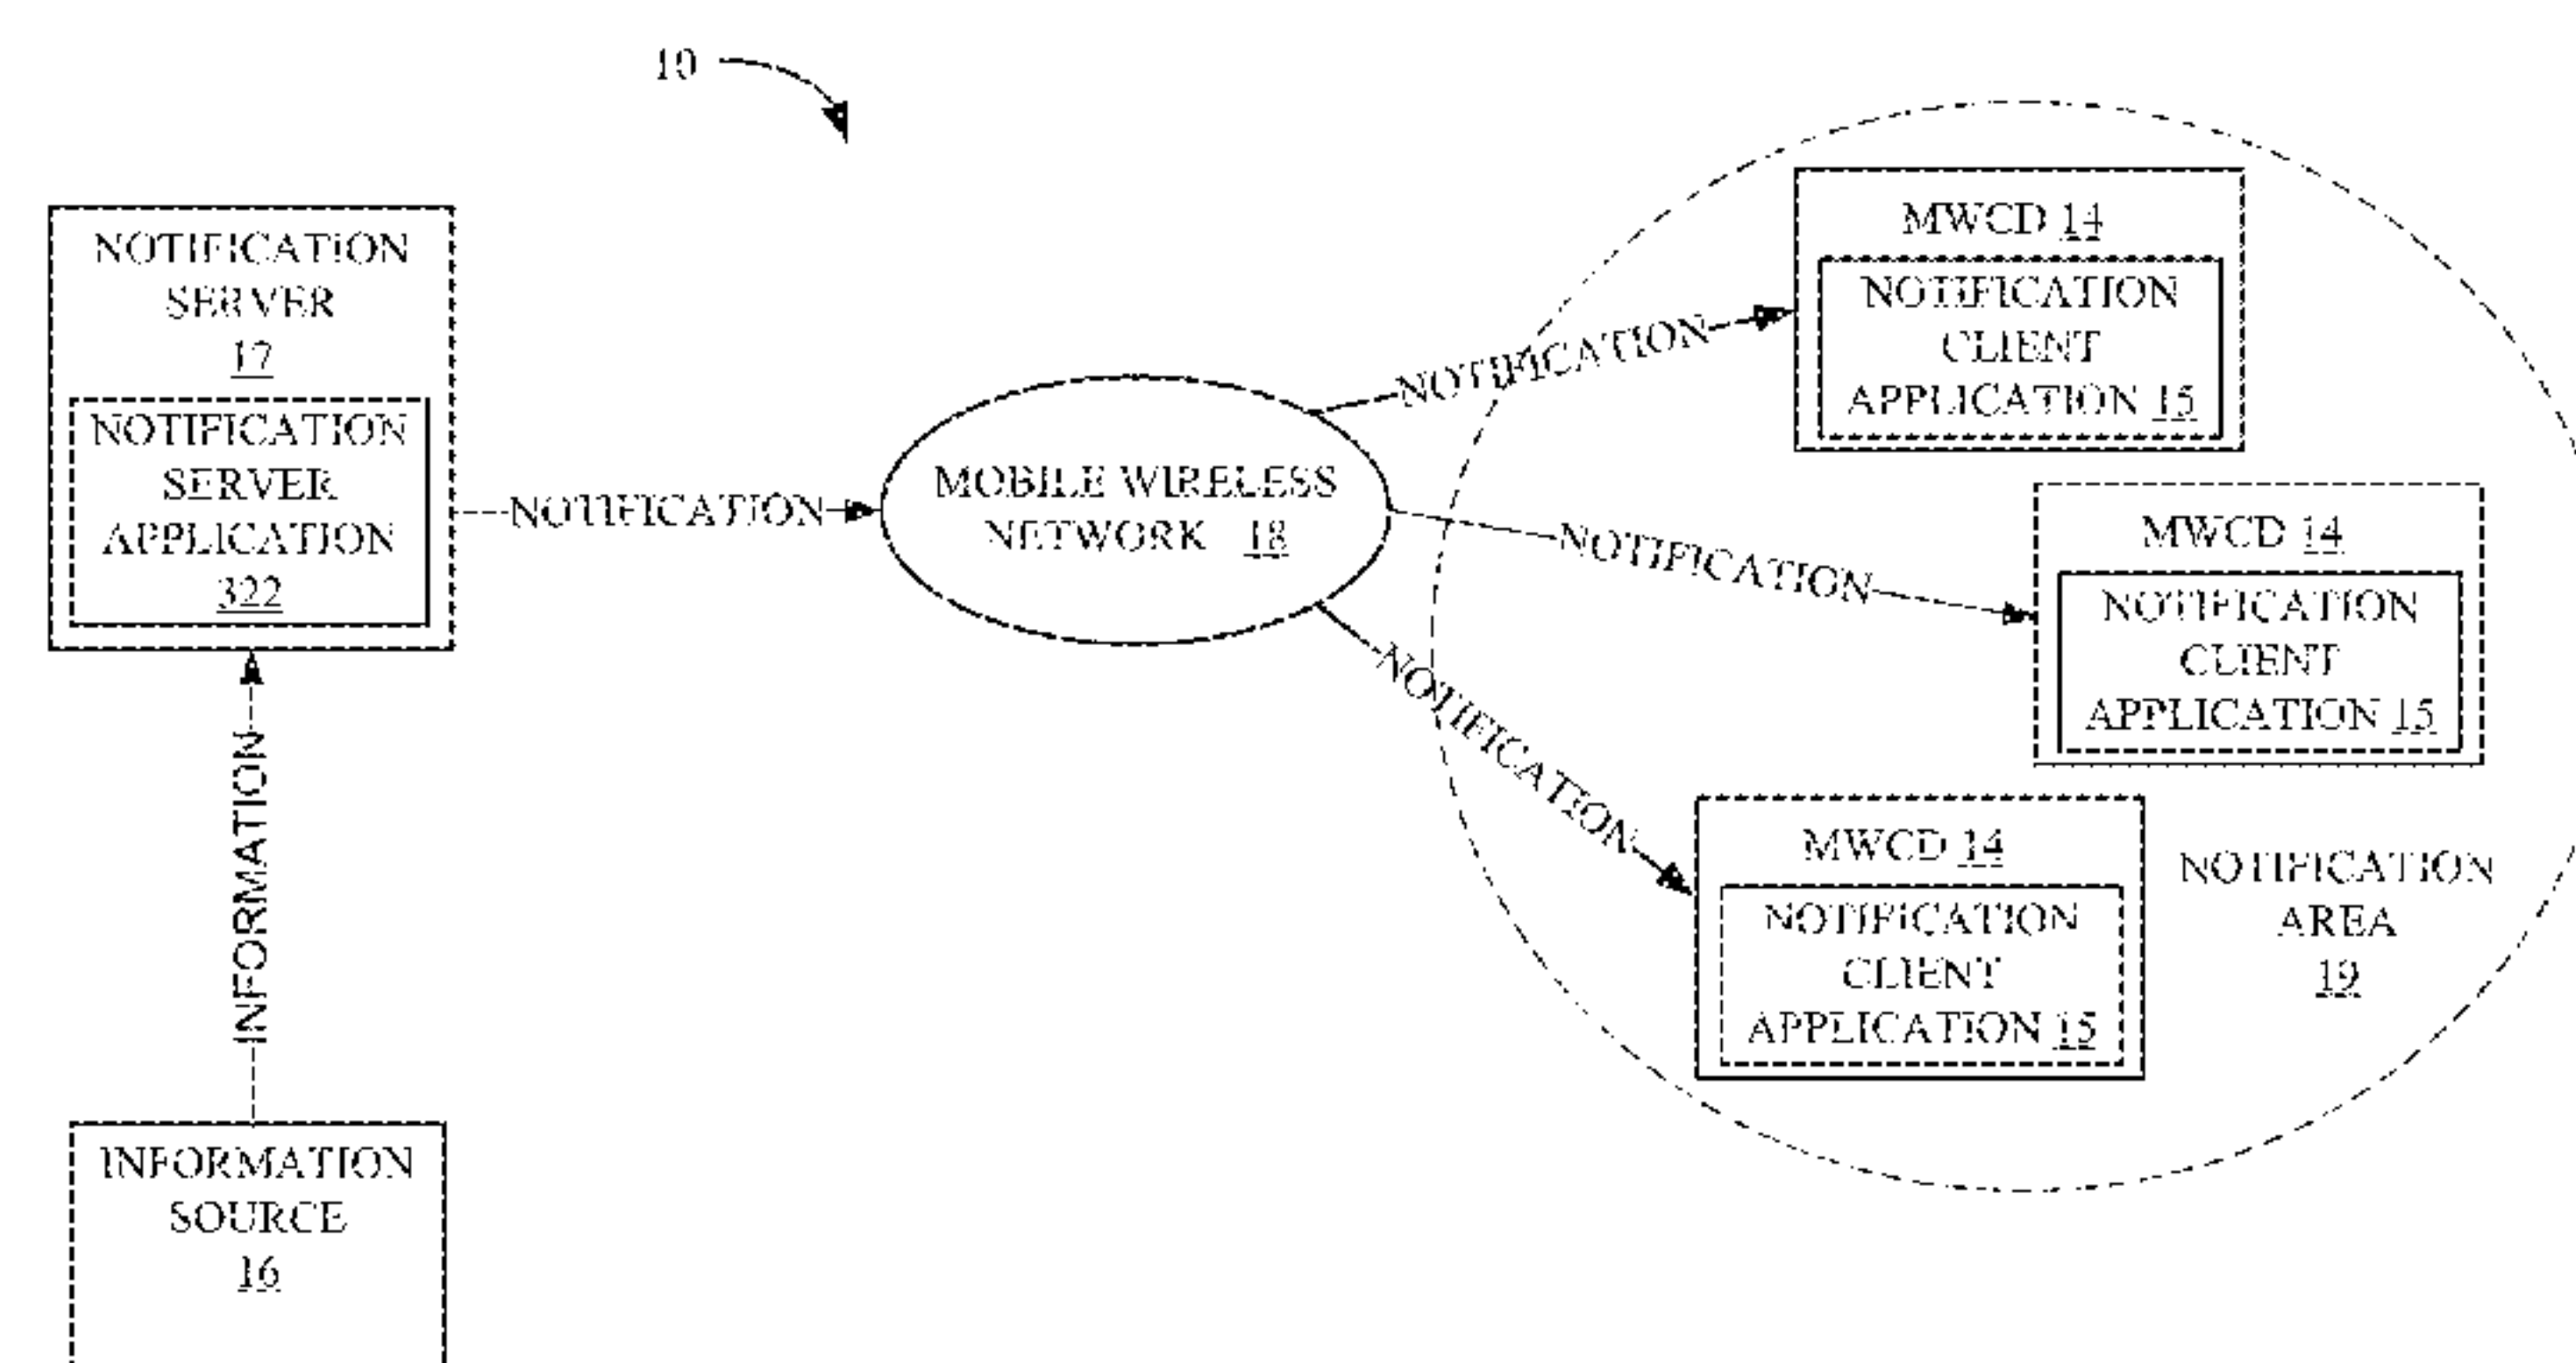 10
NOTIFICATION
SERVER
17
NOTIFICATION
SERVER
APPLICATION
322
NOTIFICATION
MOBILE WIRELESS
NETWORK 18
NOTIFICATION
NOTIFICATION
NOTIFICATION
MWCD 14
NOTIFICATION
CLIENT
APPLICATION 15
MWCD 14
NOTIFICATION
CLIENT
APPLICATION 15
MWCD 14
NOTIFICATION
CLIENT
APPLICATION 15
NOTIFICATION
AREA
19
INFORMATION
INFORMATION
SOURCE
16